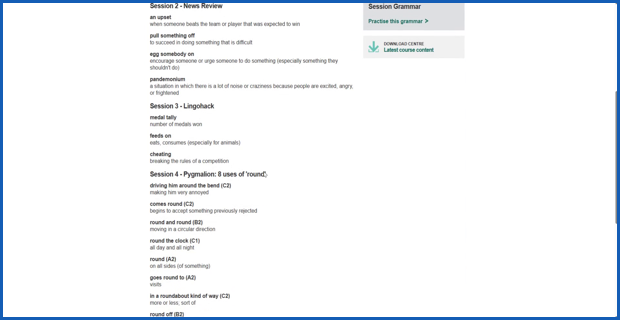 Session 2 - News Review
an upset
when someone beats the team or player that was expected to win
pull something off
to succeed in doing something that is difficult
egg somebody on
encourage someone or urge someone to do something (especially something they
shouldn't do)
pandemonium
a situation in which there is a lot of noise or craziness because people are excited, angry,
or frightened
Session 3 - Lingohack
medal tally
number of medals won
feeds on
eats, consumes (especially for animals)
cheating
breaking the rules of a competition
Session 4 - Pygmalion: 8 uses of 'round'
driving him around the bend (C2)
making him very annoyed
comes round (C2)
begins to accept something previously rejected
round and round (B2)
moving in a circular direction
round the clock (C1)
all day and all night
round (A2)
on all sides (of something)
goes round to (A2)
visits
in a roundabout kind of way (C2)
more or less; sort of
round off (B2)
Session Grammar
Practise this grammar >
DOWNLOAD CENTRE
Latest course content